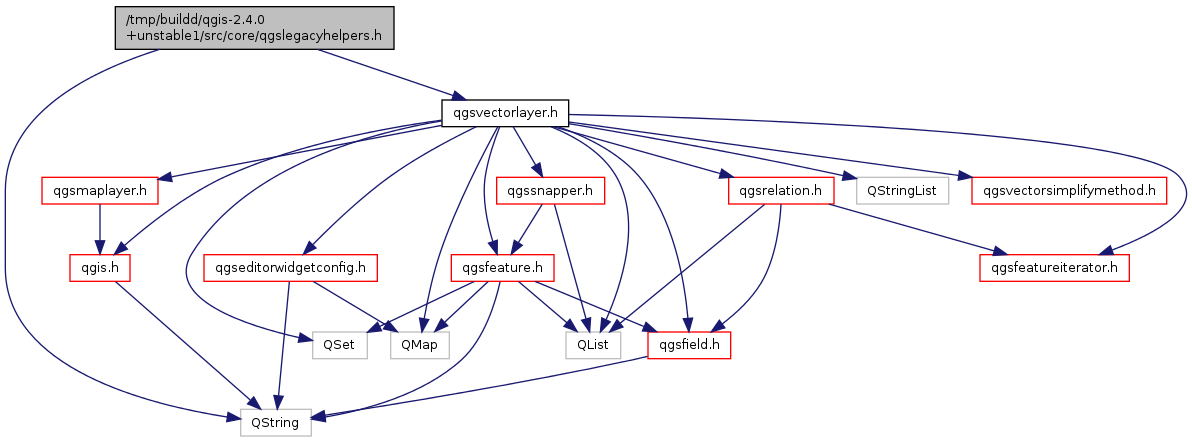 /tmp/buildd/qgis-2.4.0
+unstable1/src/core/qgslegacyhelpers.h
qgsvectorlayer.h
qgsmaplayer.h
qgssnapper.h
qgsrelation.h
QStringList
qgsvectorsimplifymethod.h
qgis.h
qgseditorwidgetconfig.h
qgsfeature.h
qgsfeatureiterator.h
QSet
QMap
QList
qgsfield.h
QString